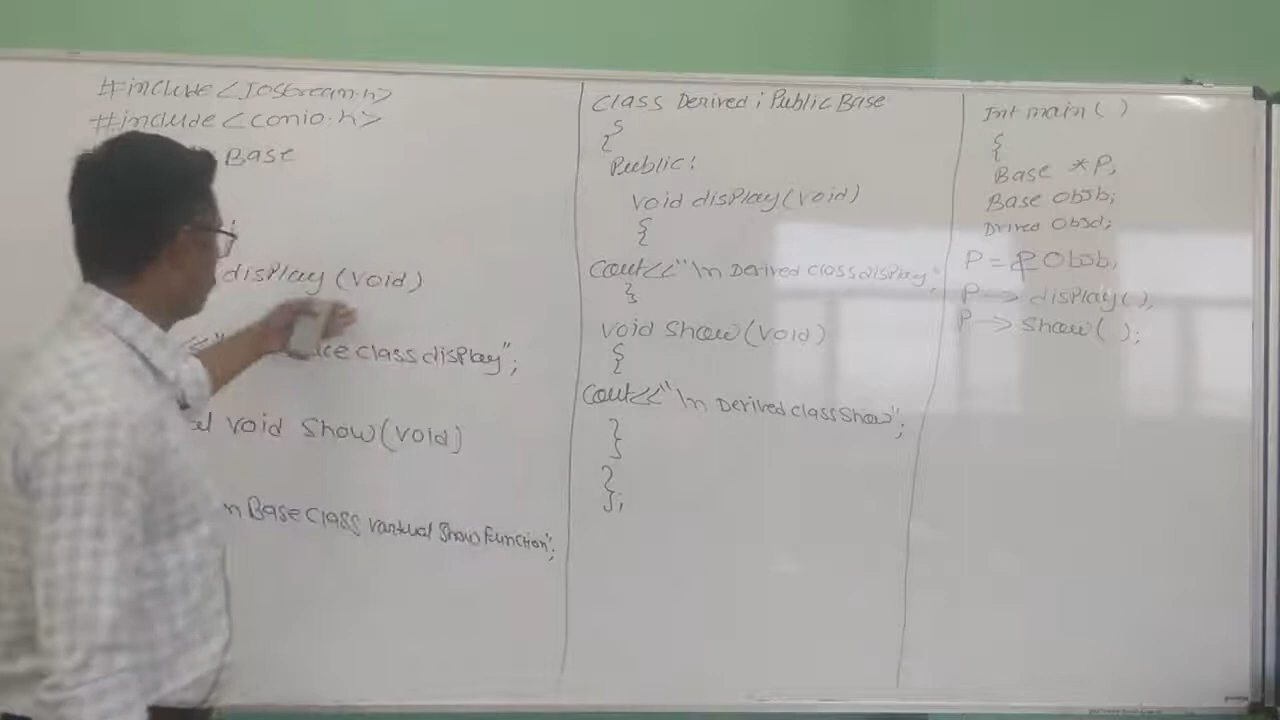 #include<Iostream.h>
#include<conio.h>
Base
display(void)
class display";
void Show(void)
n Base Class vartual Show Function";
Class Derived : Public Base
{
Public:
void display(void)
{
Cout<<"\n Derived class display";
}
void Show(void)
{
Cout<<"\n Derived class Show";
}
};
Int main()
{
Base *P;
Base Objb;
Drived Objd;
P = & Objb;
P -> display();
P -> Show();